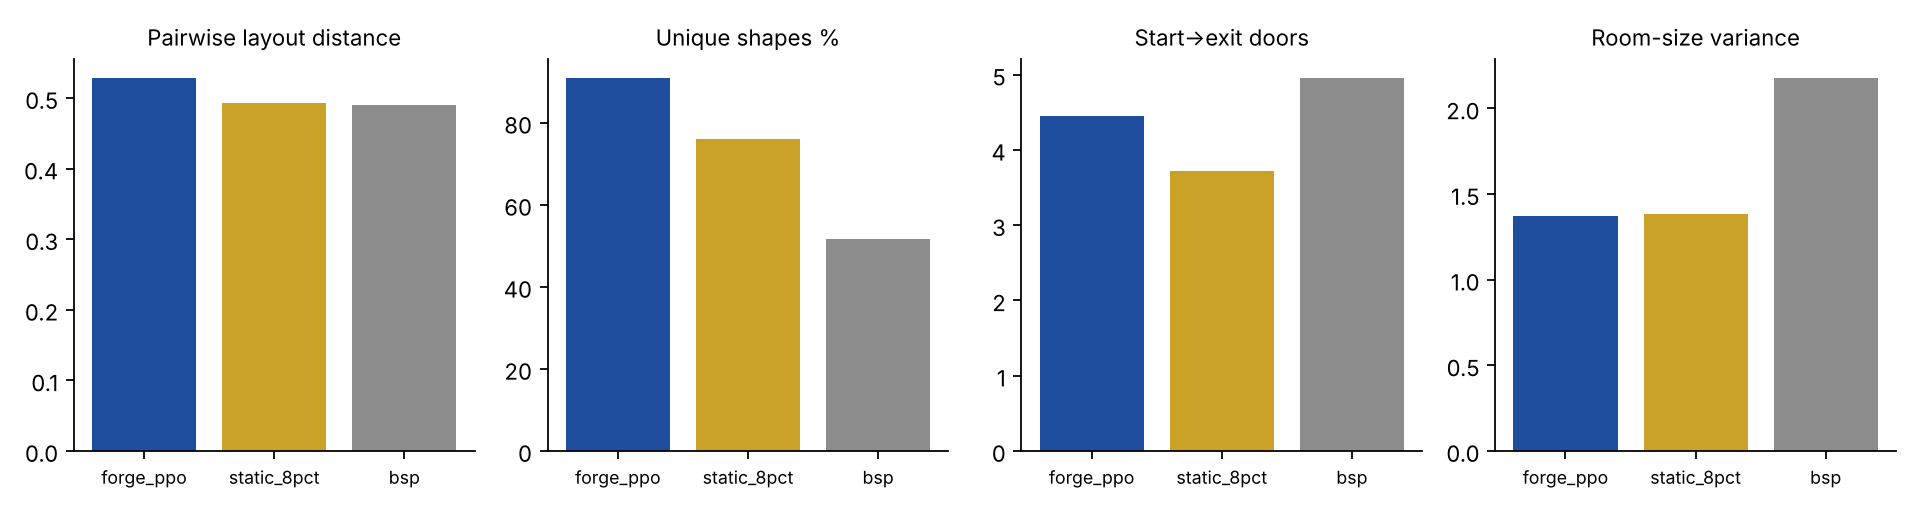 Pairwise layout distance
0.5
0.4
0.3
0.2
0.1
0.0
forge_ppo static_8pct bsp
Unique shapes %
80
60
40
20
0
forge_ppo static_8pct bsp
Start→exit doors
5
4
3
2
1
0
forge_ppo static_8pct bsp
Room-size variance
2.0
1.5
1.0
0.5
0.0
forge_ppo static_8pct bsp